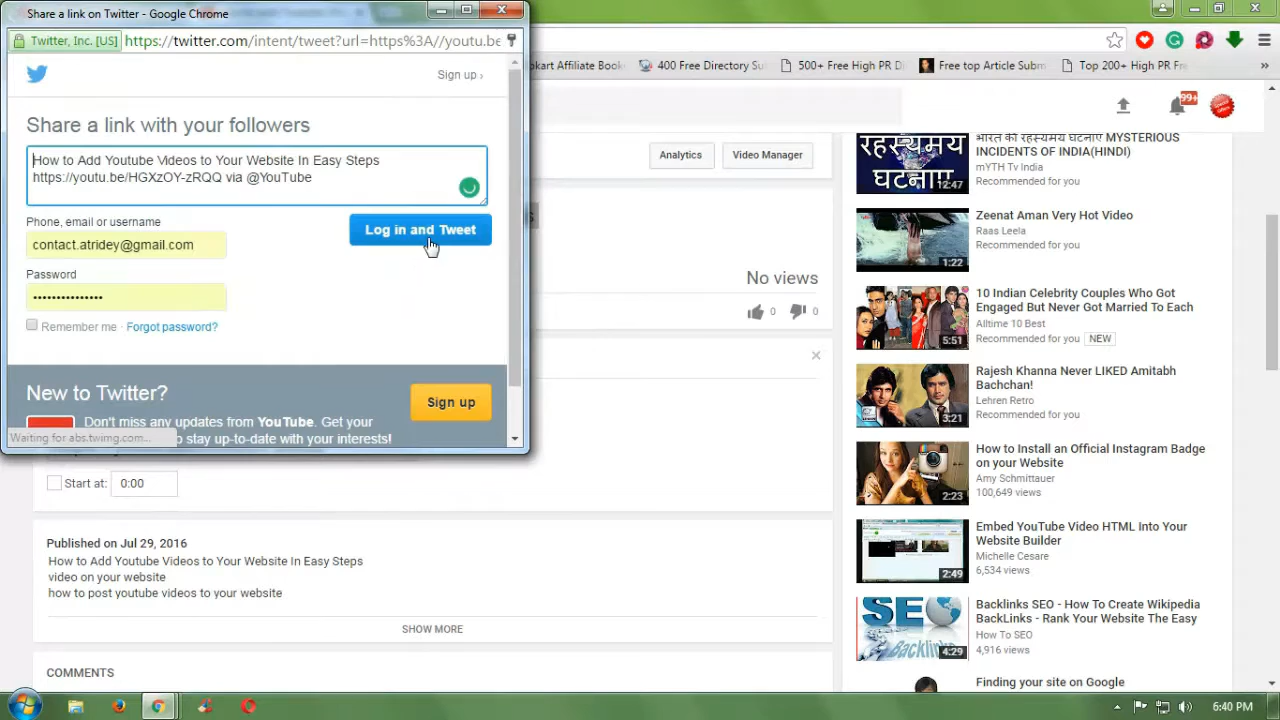 Share a link on Twitter - Google Chrome
Twitter, Inc. [US] https://twitter.com/intent/tweet?url=https%3A//youtu.be
Sign up ›
Share a link with your followers
How to Add Youtube Videos to Your Website In Easy Steps
https://youtu.be/HGXzOY-zRQQ via @YouTube
Phone, email or username
contact.atridey@gmail.com
Log in and Tweet
Password
Remember me · Forgot password?
New to Twitter?
Don't miss any updates from YouTube. Get your
to stay up-to-date with your interests!
Sign up
Waiting for abs.twimg.com...
kart Affiliate Book
400 Free Directory Su
500+ Free High PR Di
Free top Article Subm
Top 200+ High PR
»
99+
Analytics
Video Manager
No views
0
0
Start at: 0:00
Published on Jul 29, 2016
How to Add Youtube Videos to Your Website In Easy Steps
video on your website
how to post youtube videos to your website
SHOW MORE
COMMENTS
रहस्यमय
घटनाए
12:47
भारत की रहस्यमय घटनाए MYSTERIOUS
INCIDENTS OF INDIA(HINDI)
mYTH Tv India
Recommended for you
1:22
Zeenat Aman Very Hot Video
Raas Leela
Recommended for you
5:51
10 Indian Celebrity Couples Who Got
Engaged But Never Got Married To Each
Alltime 10 Best
Recommended for you NEW
3:21
Rajesh Khanna Never LIKED Amitabh
Bachchan!
Lehren Retro
Recommended for you
2:23
How to Install an Official Instagram Badge
on your Website
Amy Schmittauer
100,649 views
2:49
Embed YouTube Video HTML Into Your
Website Builder
Michelle Cesare
6,534 views
SEO
Backlinks
4:29
Backlinks SEO - How To Create Wikipedia
BackLinks - Rank Your Website The Easy
How To SEO
4,916 views
Finding your site on Google
6:40 PM